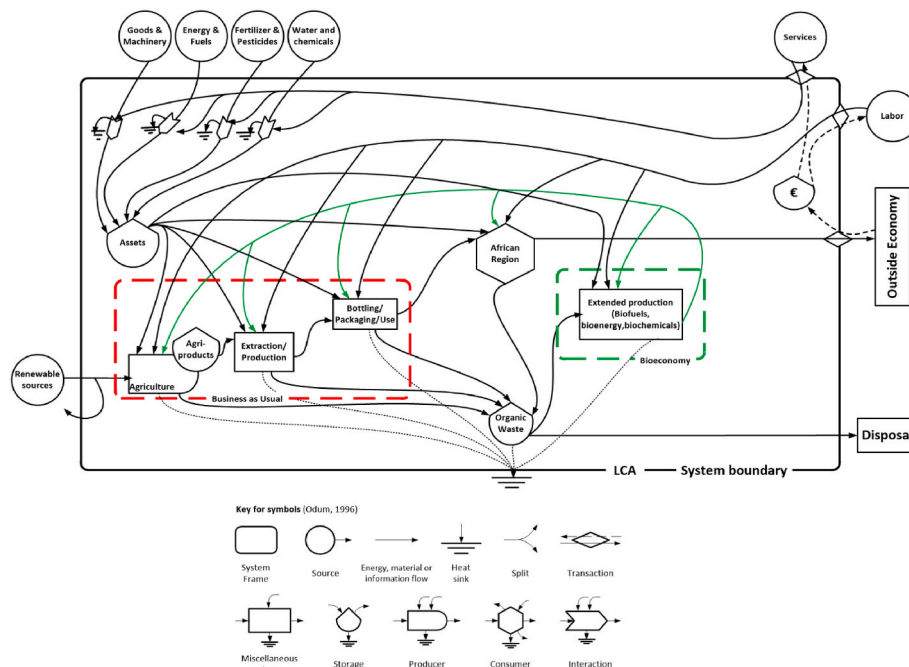 Goods &
Machinery
Energy &
Fuels
Fertilizer &
Pesticides
Water and
chemicals
Services
Labor
€
Outside Economy
Assets
African
Region
Extended production
(Biofuels,
bioenergy,biochemicals)
Bioeconomy
Bottling/
Packaging/Use
Agri-
products
Extraction/
Production
Renewable
sources
Agriculture
Business as Usual
Organic
Waste
Disposal
LCA System boundary
Key for symbols (Odum, 1996)
System
Frame
Source
Energy, material or
information flow
Heat
sink
Split
Transaction
Miscellaneous
Storage
Producer
Consumer
Interaction